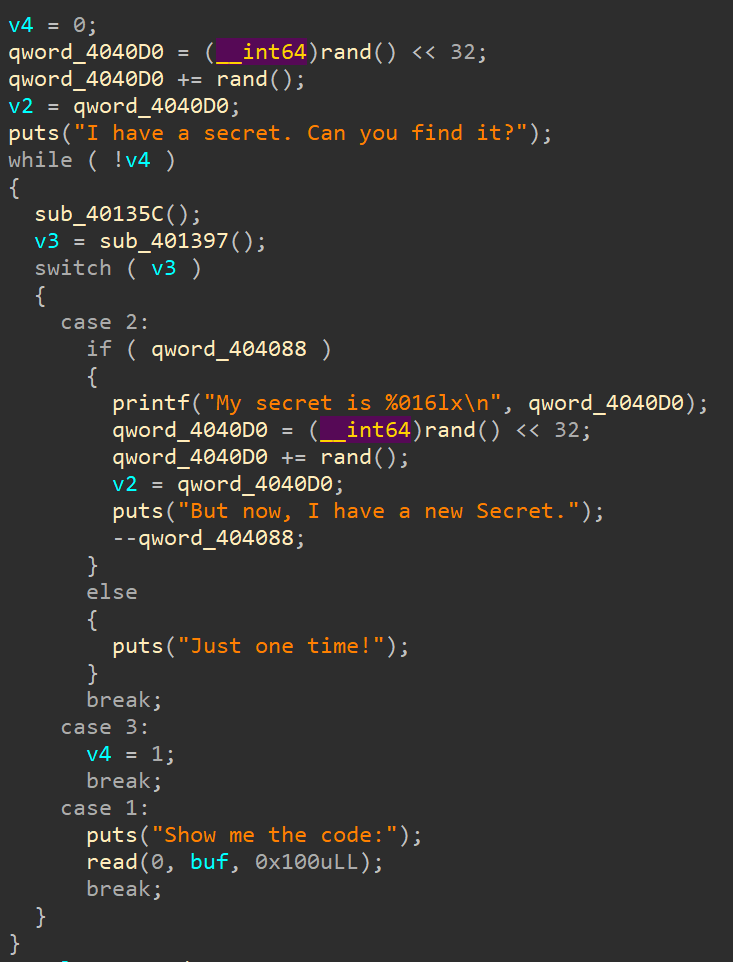 v4 = 0;
qword_4040D0 = (__int64)rand() << 32;
qword_4040D0 += rand();
v2 = qword_4040D0;
puts("I have a secret. Can you find it?");
while ( !v4 )
{
  sub_40135C();
  v3 = sub_401397();
  switch ( v3 )
  {
    case 2:
      if ( qword_404088 )
      {
        printf("My secret is %016lx\n", qword_4040D0);
        qword_4040D0 = (__int64)rand() << 32;
        qword_4040D0 += rand();
        v2 = qword_4040D0;
        puts("But now, I have a new Secret.");
        --qword_404088;
      }
      else
      {
        puts("Just one time!");
      }
      break;
    case 3:
      v4 = 1;
      break;
    case 1:
      puts("Show me the code:");
      read(0, buf, 0x100uLL);
      break;
  }
}